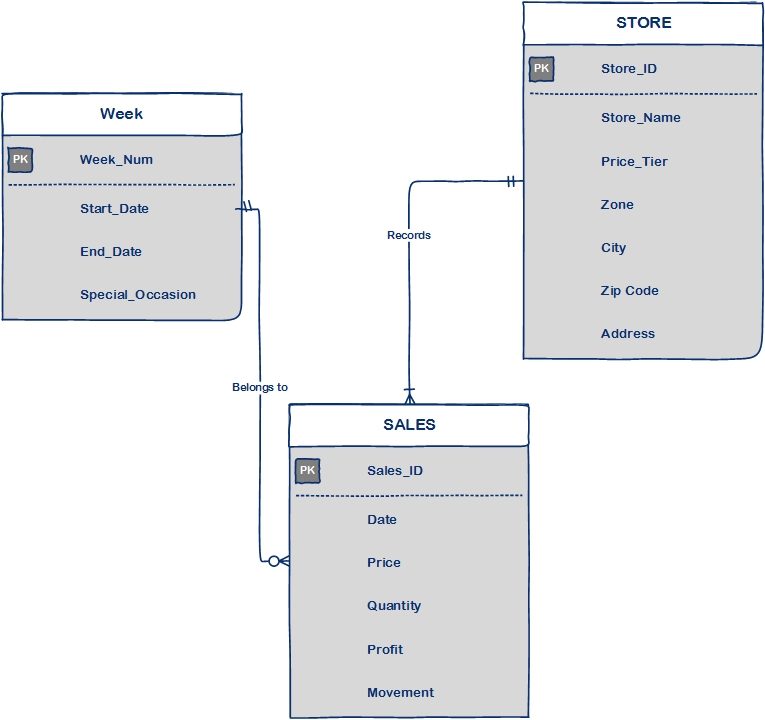 STORE
PK Store_ID
Store_Name
Price_Tier
Zone
City
Zip Code
Address
Week
PK Week_Num
Start_Date
End_Date
Special_Occasion
Records
Belongs to
SALES
PK Sales_ID
Date
Price
Quantity
Profit
Movement